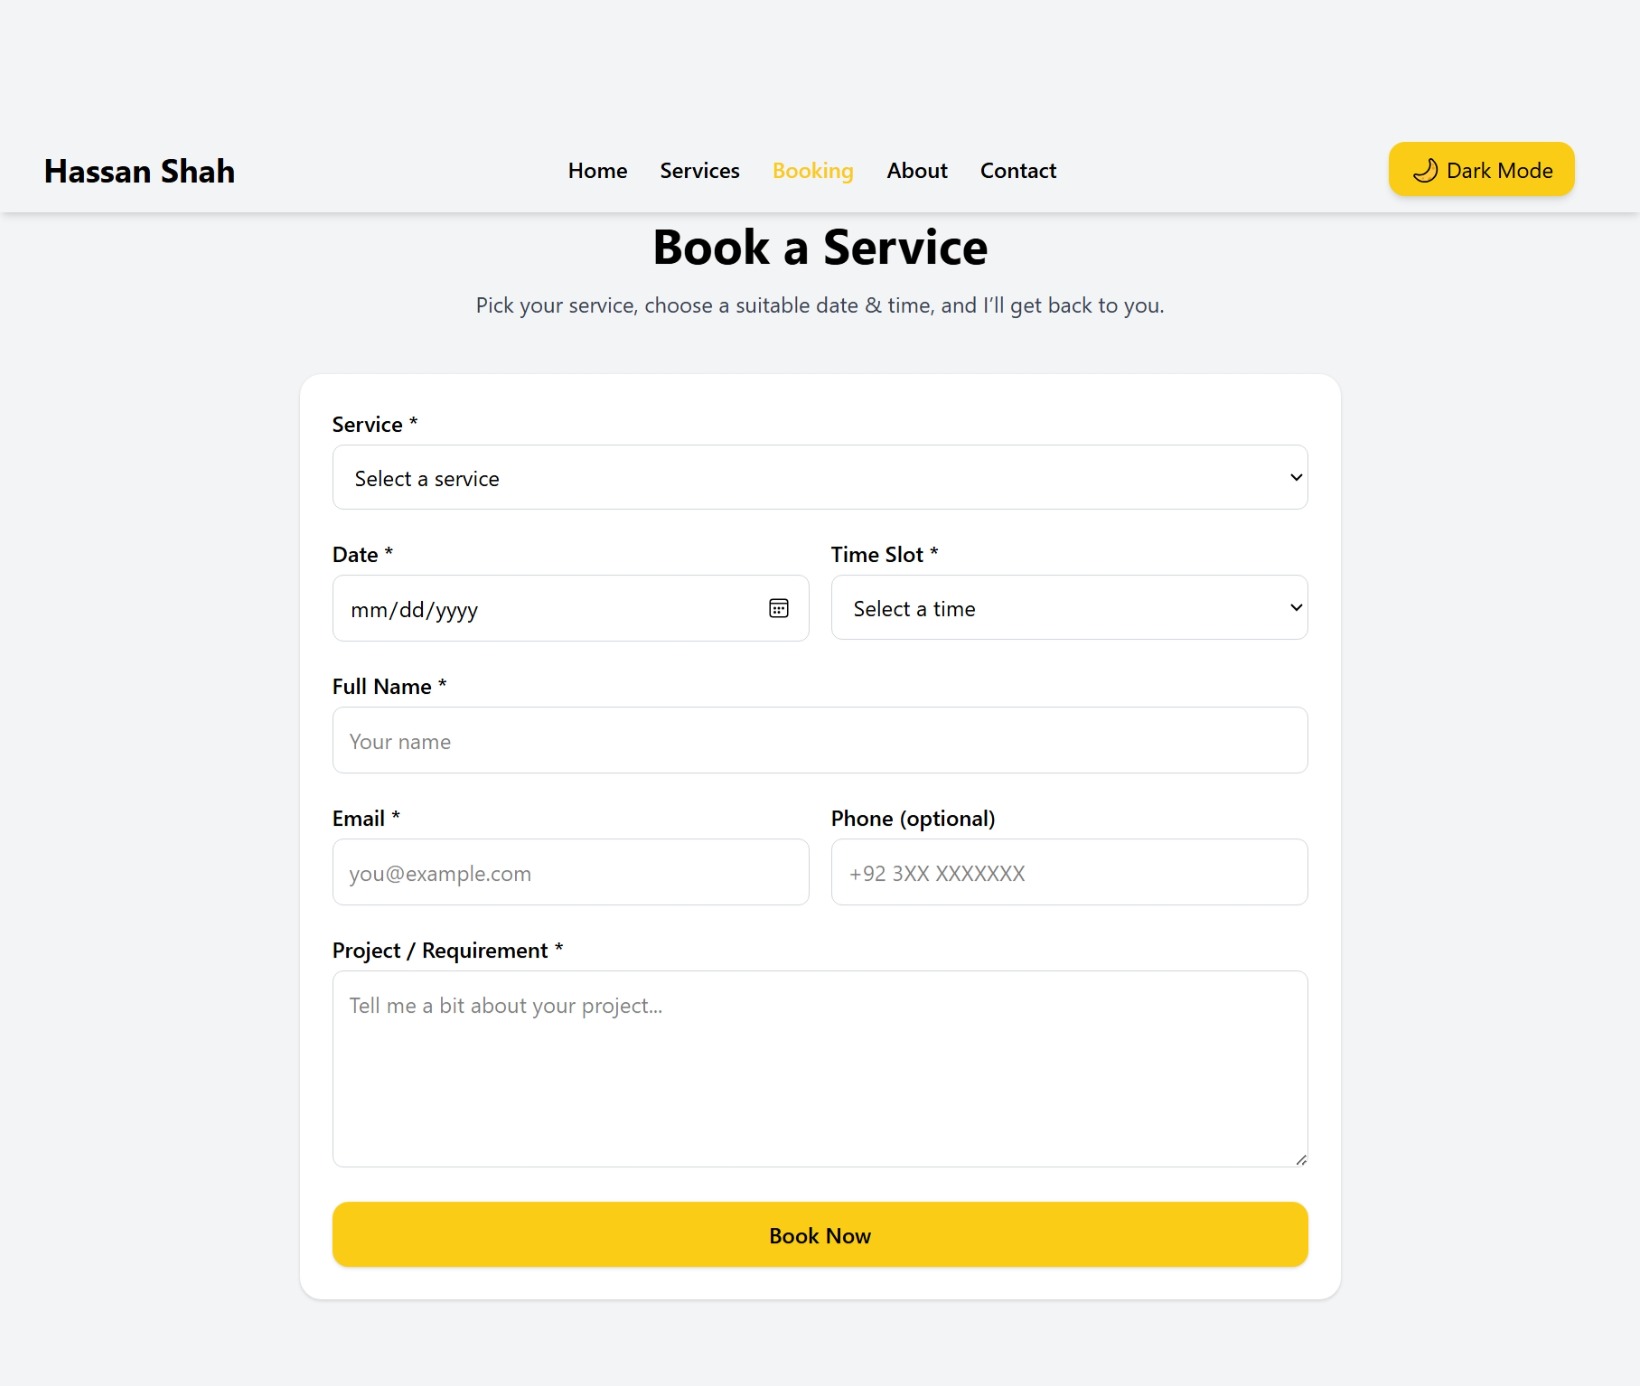 Hassan Shah
Home Services Booking About Contact
Dark Mode
Book a Service
Pick your service, choose a suitable date & time, and I’ll get back to you.
Service *
Select a service
Date * Time Slot *
mm/dd/yyyy Select a time
Full Name *
Your name
Email * Phone (optional)
you@example.com +92 3XX XXXXXXX
Project / Requirement *
Tell me a bit about your project...
Book Now